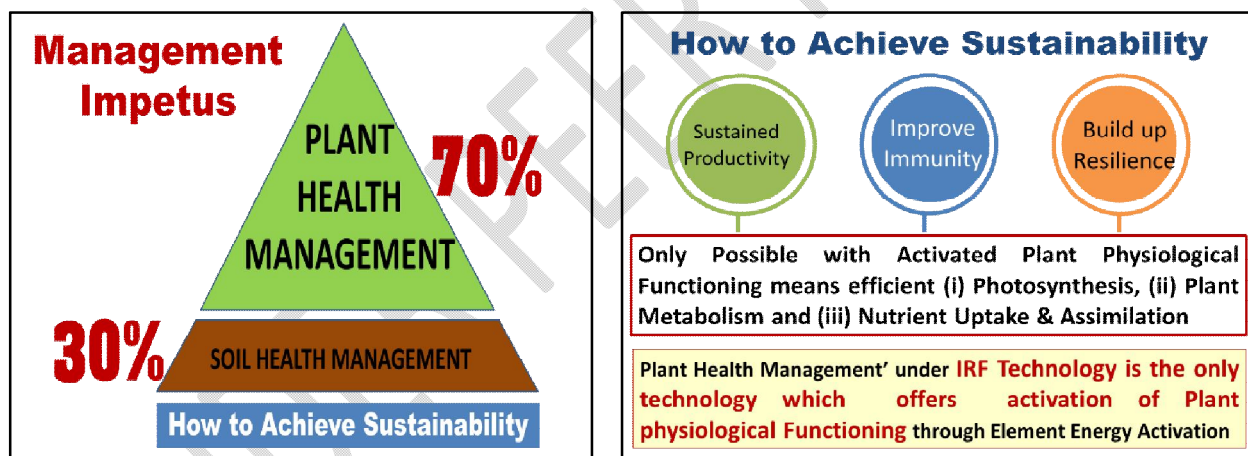 Management
Impetus
PLANT
HEALTH
MANAGEMENT
70%
30%
SOIL HEALTH MANAGEMENT
How to Achieve Sustainability
How to Achieve Sustainability
Sustained
Productivity
Improve
Immunity
Build up
Resilience
Only Possible with Activated Plant Physiological
Functioning means efficient (i) Photosynthesis, (ii) Plant
Metabolism and (iii) Nutrient Uptake & Assimilation
Plant Health Management’ under IRF Technology is the only
technology which offers activation of Plant
physiological Functioning through Element Energy Activation